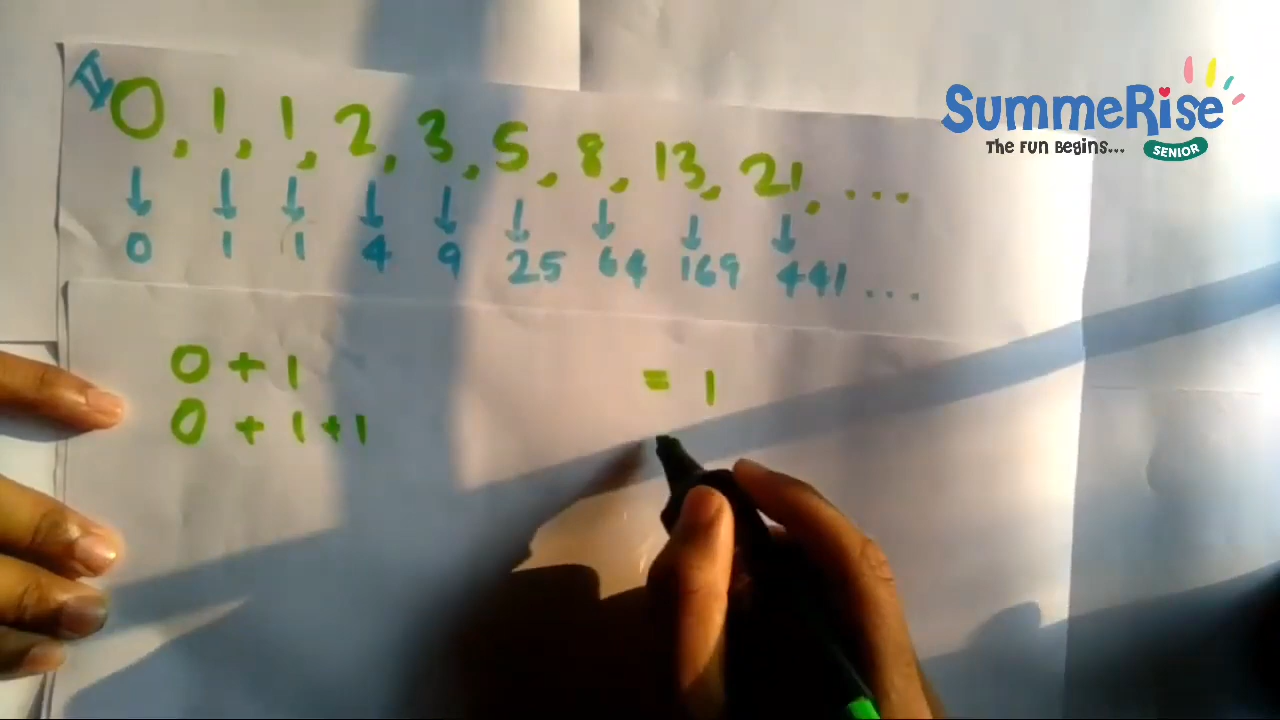 SummeRise
The Fun Begins...
SENIOR
II
0, 1, 1, 2, 3, 5, 8, 13, 21, ...
↓ ↓ ↓ ↓ ↓ ↓ ↓ ↓ ↓
0 1 1 4 9 25 64 169 441 ...
0 + 1 = 1
0 + 1 + 1